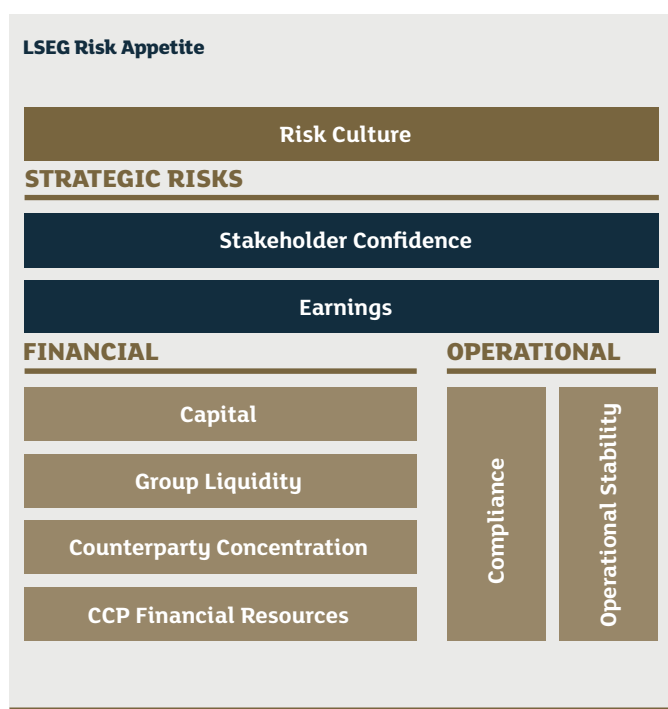 LSEG Risk Appetite
Risk Culture
STRATEGIC RISKS
Stakeholder Confidence
Earnings
FINANCIAL
Capital
Group Liquidity
Counterparty Concentration
CCP Financial Resources
OPERATIONAL
Compliance
Operational Stability